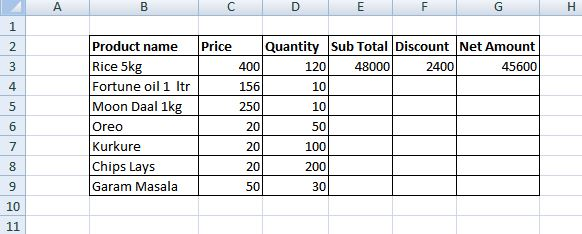 A B C D E F G H
1
2 Product name Price Quantity Sub Total Discount Net Amount
3 Rice 5kg 400 120 48000 2400 45600
4 Fortune oil 1 ltr 156 10
5 Moon Daal 1kg 250 10
6 Oreo 20 50
7 Kurkure 20 100
8 Chips Lays 20 200
9 Garam Masala 50 30
10
11